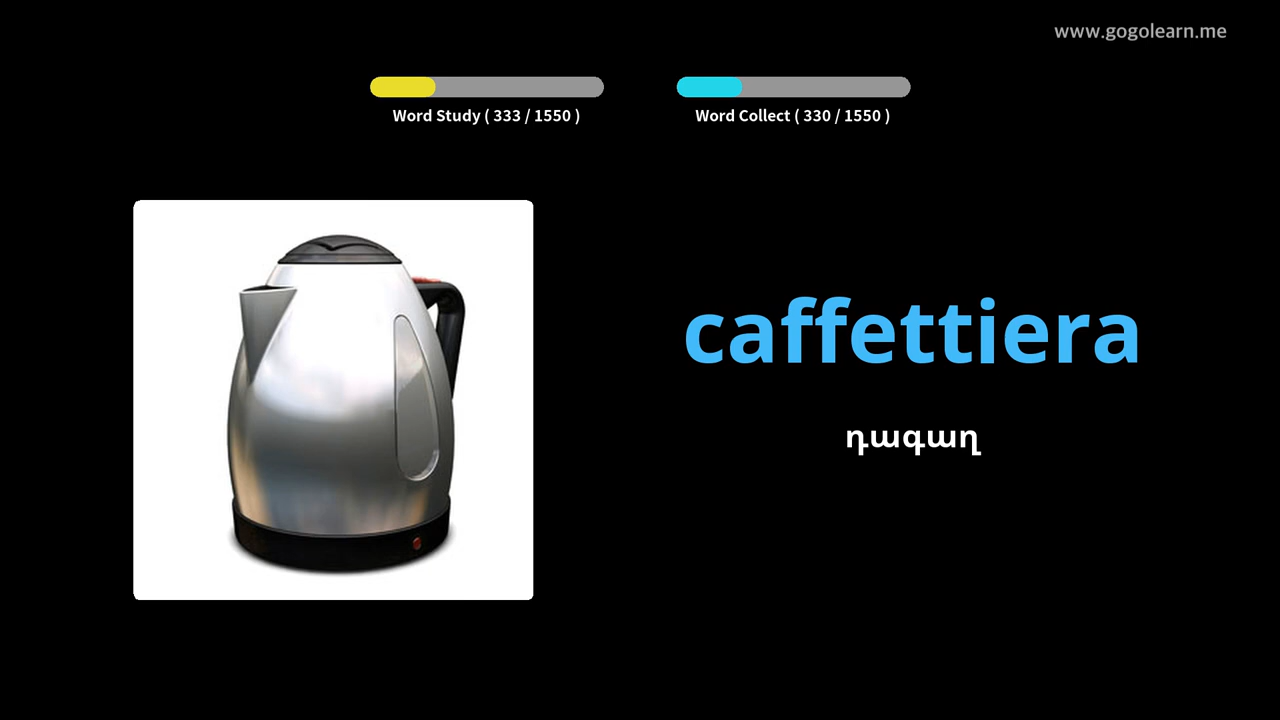 www.gogolearn.me
Word Study ( 333 / 1550 )
Word Collect ( 330 / 1550 )
caffettiera
դագաղ